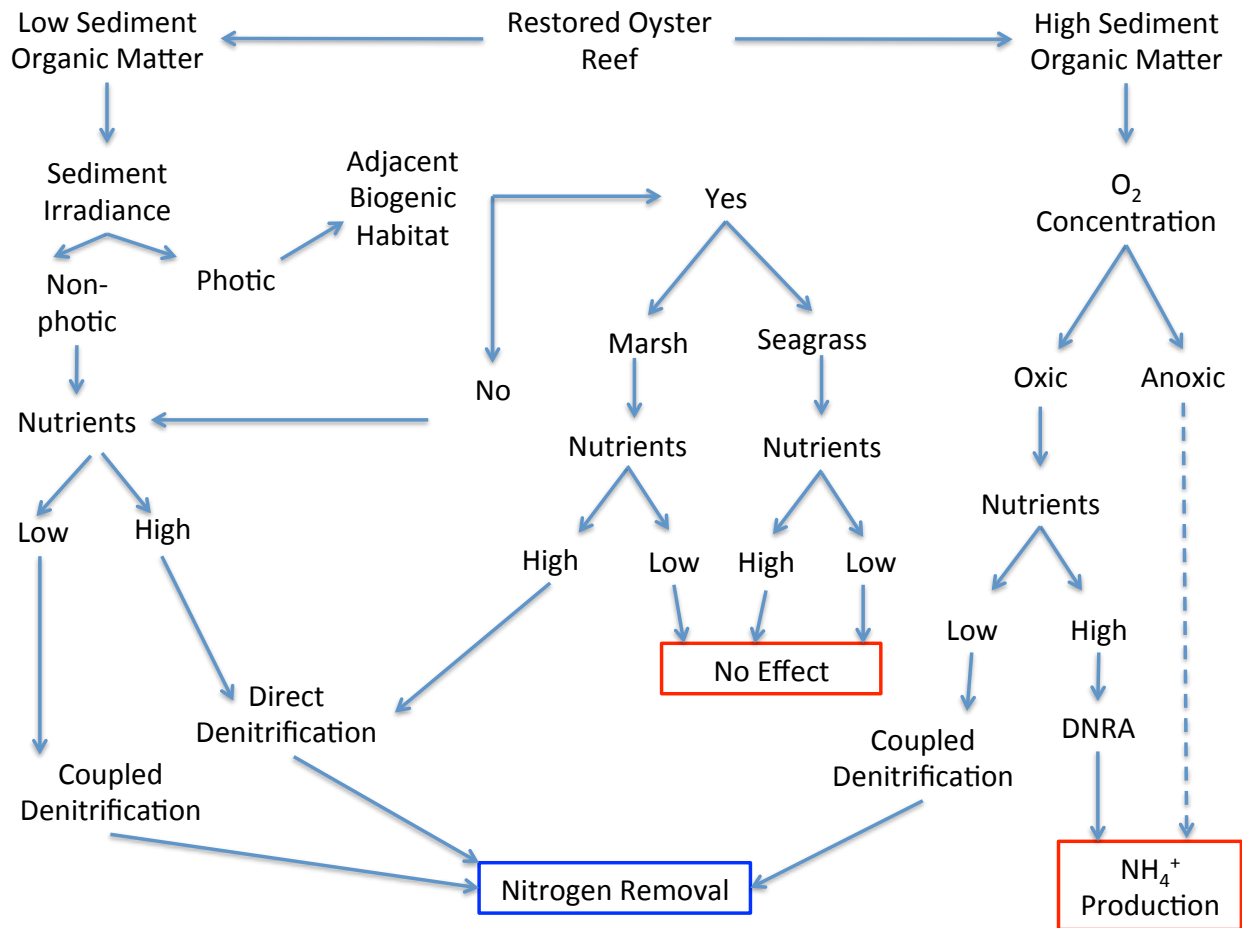 Low Sediment
Organic Matter
Restored Oyster
Reef
High Sediment
Organic Matter
Sediment
Irradiance
Adjacent
Biogenic
Habitat
Yes
O₂
Concentration
Non-
photic
Photic
Marsh
Seagrass
No
Oxic
Anoxic
Nutrients
Nutrients
Nutrients
Nutrients
Low
High
High
Low
High
Low
Low
High
No Effect
Direct
Denitrification
Coupled
Denitrification
DNRA
Coupled
Denitrification
Nitrogen Removal
NH₄⁺
Production